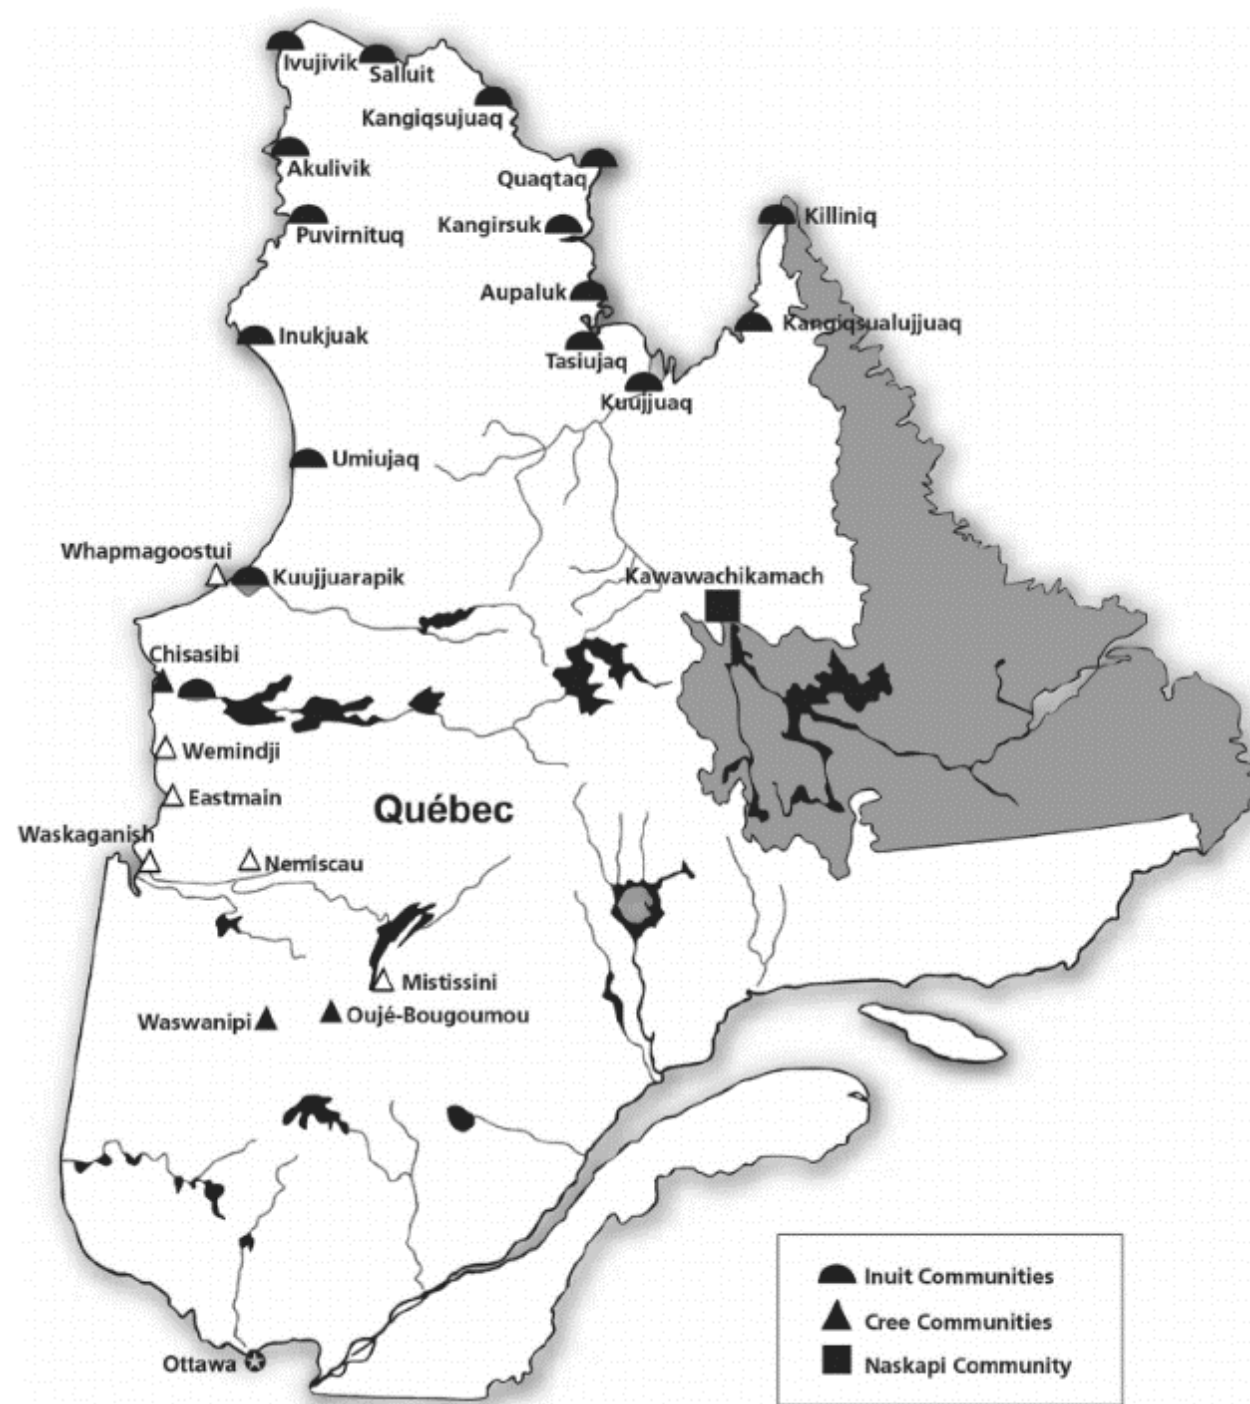 Ivujivik
Salluit
Kangiqsujuaq
Akulivik
Quaqtaq
Puvirnituq
Kangirsuk
Killiniq
Aupaluk
Inukjuak
Kangiqsualujjuaq
Tasiujaq
Kuujjuaq
Umiujaq
Whapmagoostui
Kuujjuarapik
Kawawachikamach
Chisasibi
Wemindji
Eastmain
Québec
Waskaganish
Nemiscau
Mistissini
Waswanipi
Oujé-Bougoumou
Inuit Communities
Cree Communities
Naskapi Community
Ottawa